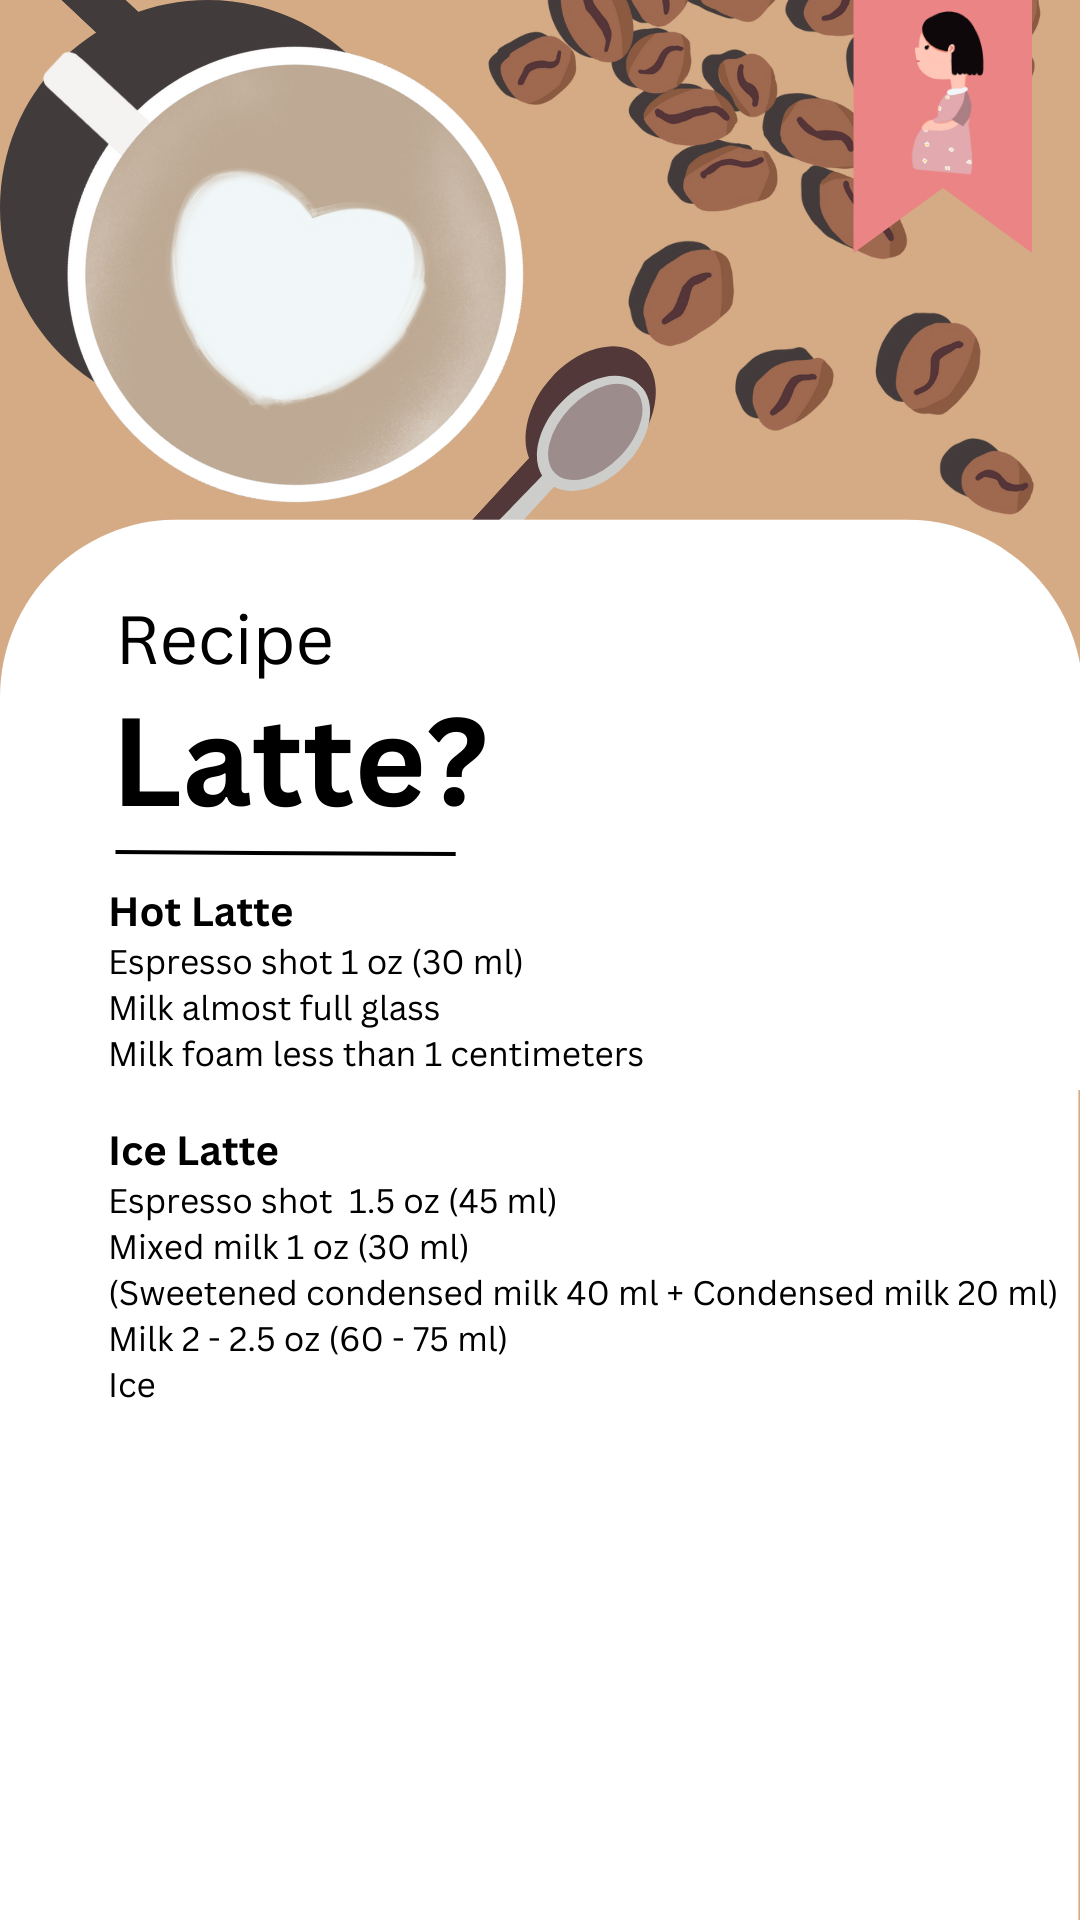 Recipe
Latte?
Hot Latte
Espresso shot 1 oz (30 ml)
Milk almost full glass
Milk foam less than 1 centimeters
Ice Latte
Espresso shot  1.5 oz (45 ml)
Mixed milk 1 oz (30 ml)
(Sweetened condensed milk 40 ml + Condensed milk 20 ml)
Milk 2 - 2.5 oz (60 - 75 ml)
Ice